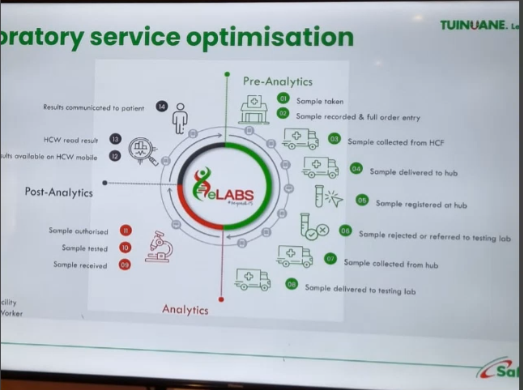 oratory service optimisation
TUINUANE.
Pre-Analytics
01 Sample taken
02 Sample recorded & full order entry
03 Sample collected from HCF
04 Sample delivered to hub
05 Sample registered at hub
06 Sample rejected or referred to testing lab
07 Sample collected from hub
08 Sample delivered to testing lab
Analytics
Sample received 09
Sample tested 10
Sample authorised 11
Post-Analytics
ults available on HCW mobile 12
HCW read result 13
Results communicated to patient 14
eLABS
cility
Worker